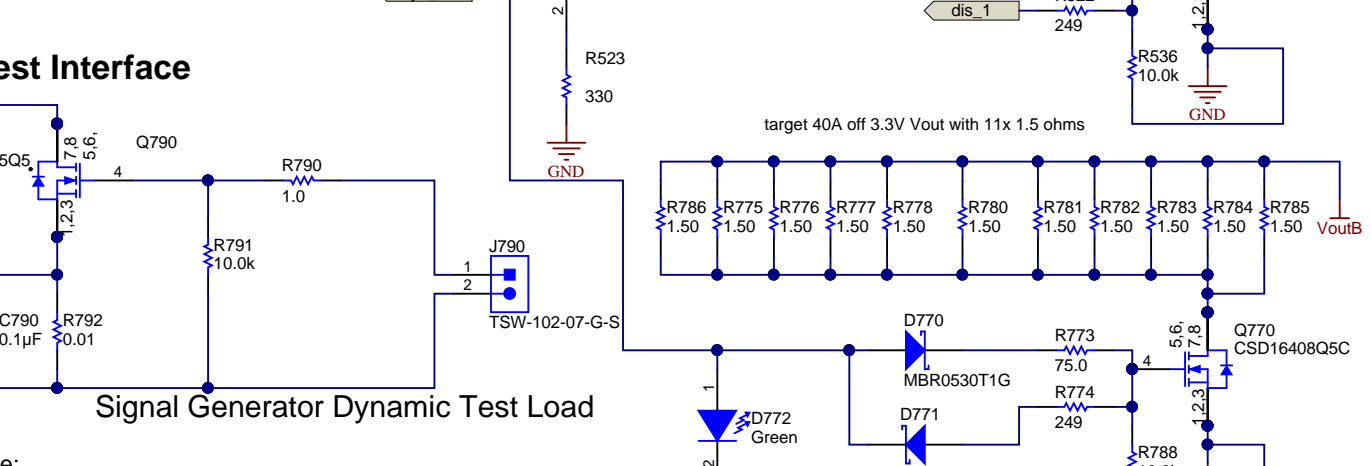 dis_1
249
2
1,2,
R523
330
GND
R536
10.0k
GND
est Interface
target 40A off 3.3V Vout with 11x 1.5 ohms
5Q5
7,8
5,6,
Q790
4
1,2,3
R790
1.0
R791
10.0k
J790
1
2
TSW-102-07-G-S
C790
0.1µF
R792
0.01
Signal Generator Dynamic Test Load
R786
1.50
R775
1.50
R776
1.50
R777
1.50
R778
1.50
R780
1.50
R781
1.50
R782
1.50
R783
1.50
R784
1.50
R785
1.50
VoutB
D770
MBR0530T1G
R773
75.0
5,6,
7,8
Q770
CSD16408Q5C
4
1,2,3
R774
249
D771
1
D772
Green
2
R788
e: